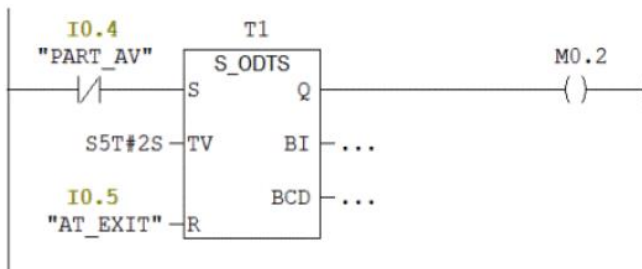 I0.4 T1
"PART_AV" S_ODTS M0.2
S Q
S5T#2S TV BI ...
I0.5 BCD ...
"AT_EXIT" R